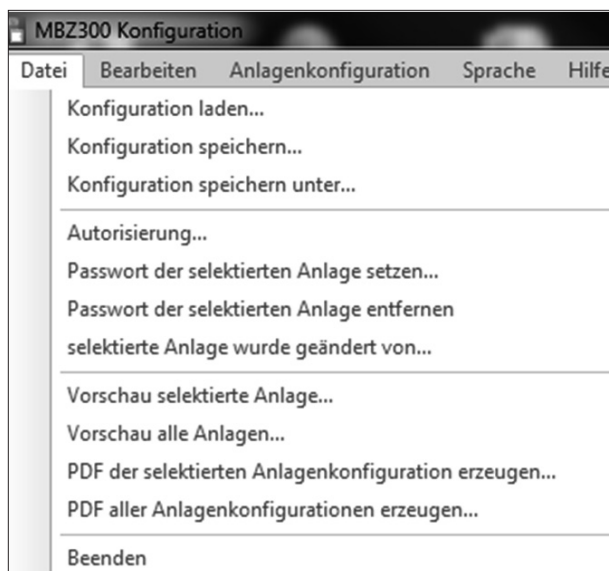 MBZ300 Konfiguration
Datei Bearbeiten Anlagenkonfiguration Sprache Hilfe
Konfiguration laden...
Konfiguration speichern...
Konfiguration speichern unter...
Autorisierung...
Passwort der selektierten Anlage setzen...
Passwort der selektierten Anlage entfernen
selektierte Anlage wurde geändert von...
Vorschau selektierte Anlage...
Vorschau alle Anlagen...
PDF der selektierten Anlagenkonfiguration erzeugen...
PDF aller Anlagenkonfigurationen erzeugen...
Beenden